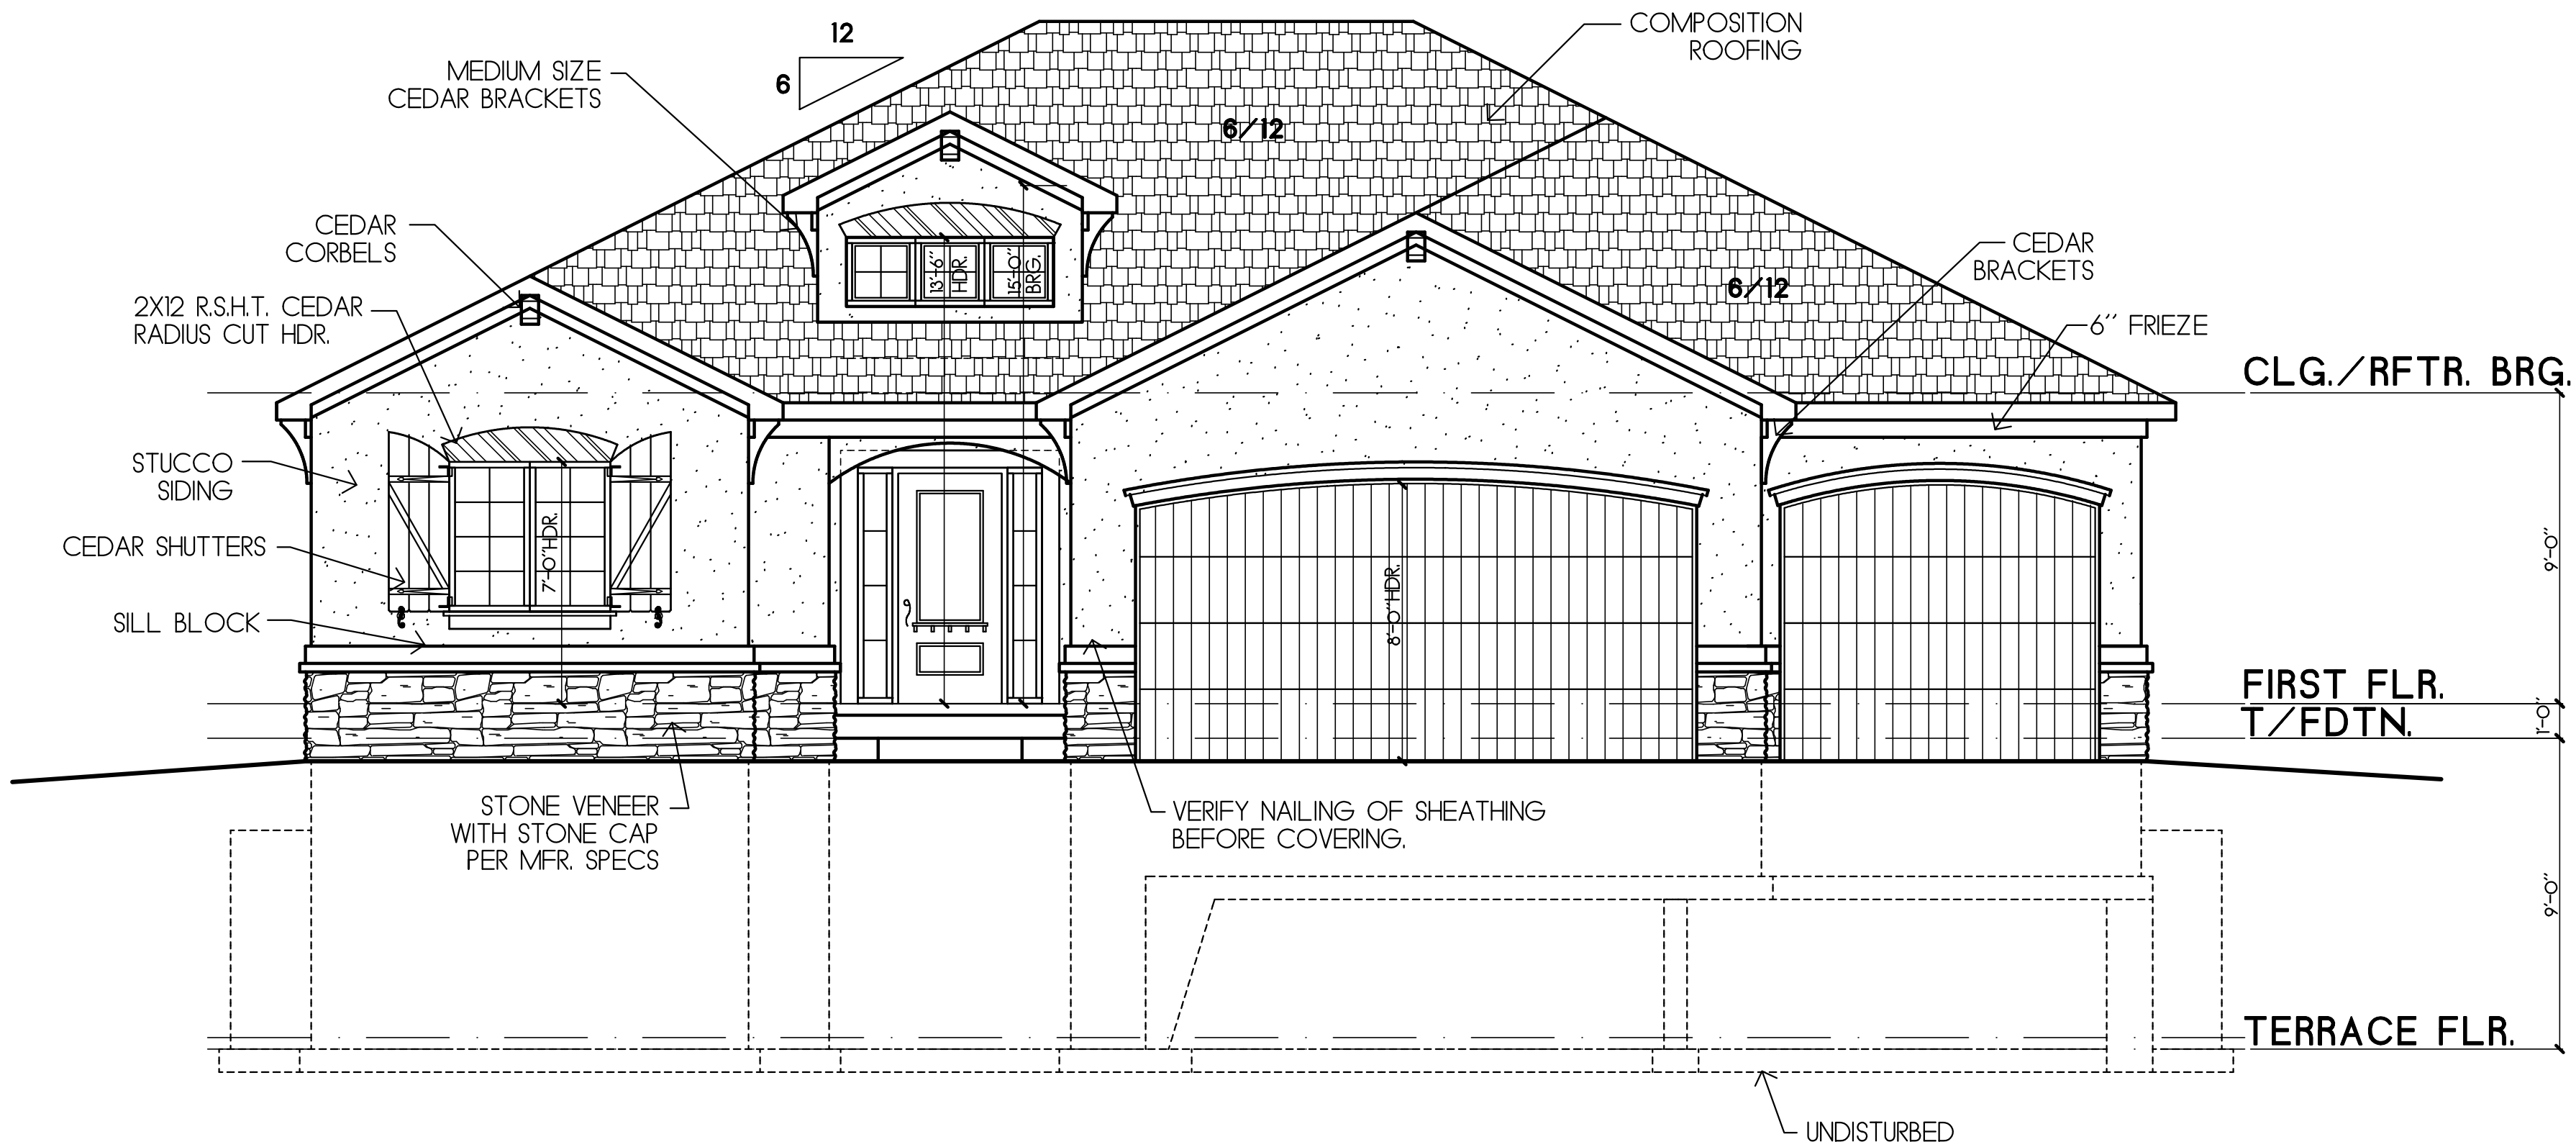 12
6
COMPOSITION
ROOFING
MEDIUM SIZE
CEDAR BRACKETS
6/12
CEDAR
CORBELS
13'-6"
HDR.
15'-0"
BRG.
CEDAR
BRACKETS
6/12
2X12 R.S.H.T. CEDAR
RADIUS CUT HDR.
6" FRIEZE
CLG./RFTR. BRG.
STUCCO
SIDING
CEDAR SHUTTERS
7'-0"HDR.
8'-0"HDR.
9'-0"
SILL BLOCK
FIRST FLR.
T/FDTN.
1'-0"
STONE VENEER
WITH STONE CAP
PER MFR. SPECS
VERIFY NAILING OF SHEATHING
BEFORE COVERING.
9'-0"
TERRACE FLR.
UNDISTURBED